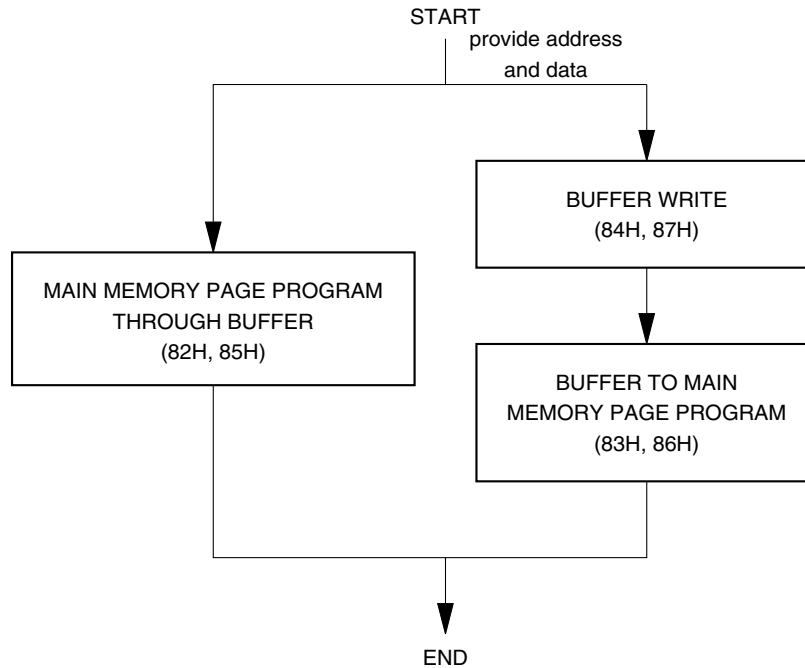 START
provide address
and data
BUFFER WRITE
(84H, 87H)
MAIN MEMORY PAGE PROGRAM
THROUGH BUFFER
(82H, 85H)
BUFFER TO MAIN
MEMORY PAGE PROGRAM
(83H, 86H)
END